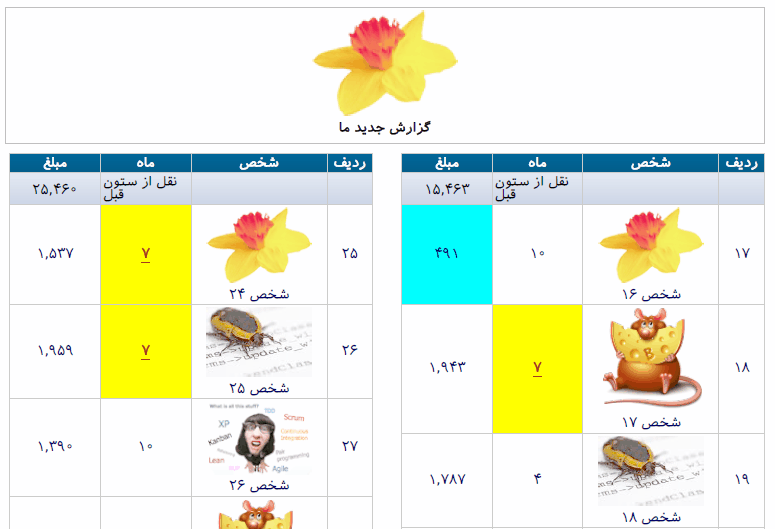 گزارش جدید ما
ردیف شخص ماه مبلغ
نقل از ستون قبل ۱۵,۴۶۳
۱۷ شخص ۱۶ ۱۰ ۴۹۱
۱۸ B شخص ۱۷ ۷ ۱,۹۴۳
۱۹ شخص ۱۸ ۴ ۱,۷۸۷
ردیف شخص ماه مبلغ
نقل از ستون قبل ۲۵,۴۶۰
۲۵ شخص ۲۴ ۷ ۱,۵۳۷
۲۶ شخص ۲۵ ۷ ۱,۹۵۹
۲۷ What is all this stuff?
XP
Scrum
Kanban
Continuous Integration
Lean
Agile
شخص ۲۶ ۱۰ ۱,۳۹۰